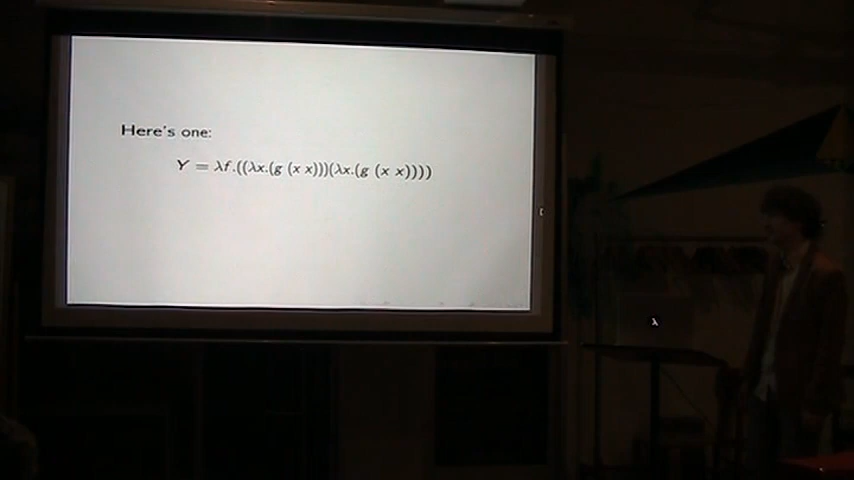 Here's one:
Y = λf.((λx.(g (x x)))(λx.(g (x x))))
λ